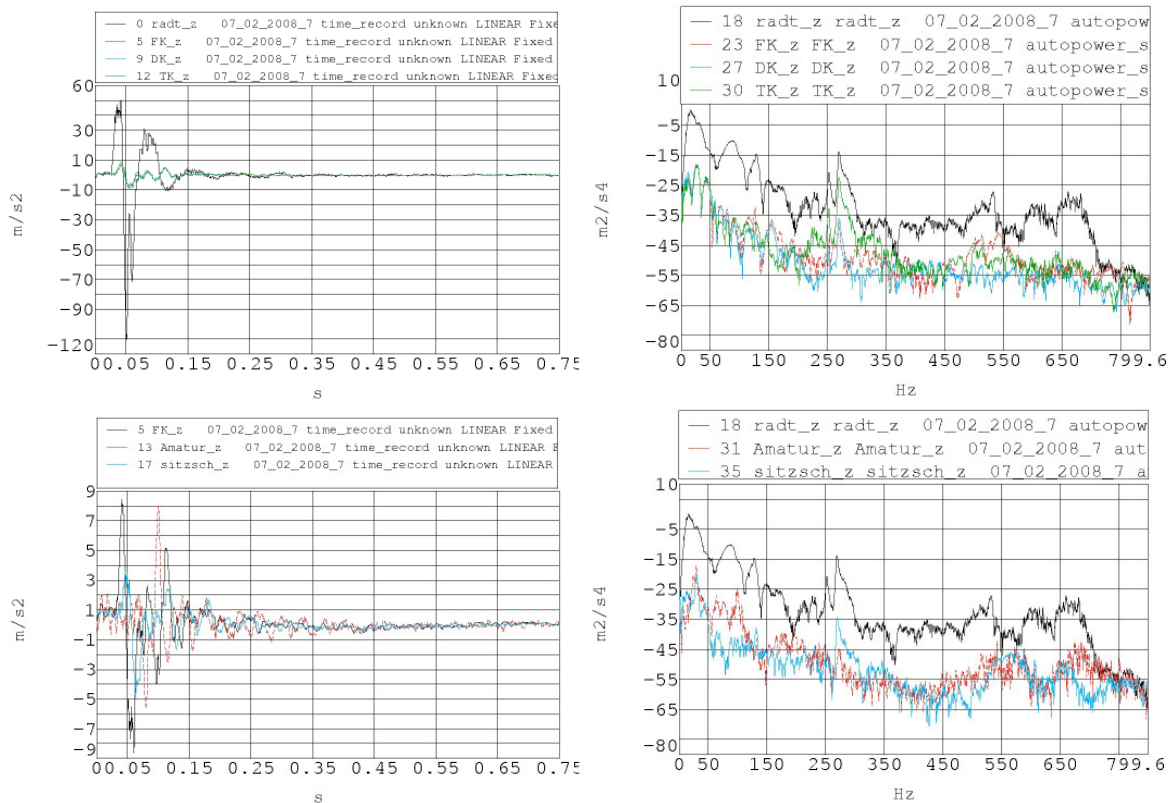 0 radt_z 07_02_2008_7 time_record unknown LINEAR Fixed
5 FK_z 07_02_2008_7 time_record unknown LINEAR Fixed
9 DK_z 07_02_2008_7 time_record unknown LINEAR Fixed
12 TK_z 07_02_2008_7 time_record unknown LINEAR Fixed
60
30
10
-10
-30
-50
-70
-90
-120
m/s2
0 0.05 0.15 0.25 0.35 0.45 0.55 0.75
s
18 radt_z radt_z 07_02_2008_7 autopow
23 FK_z FK_z 07_02_2008_7 autopower_s
27 DK_z DK_z 07_02_2008_7 autopower_s
30 TK_z TK_z 07_02_2008_7 autopower_s
10
-5
-15
-25
-35
-45
-55
-65
-80
m2/s4
0 50 150 250 350 450 550 650 799.6
Hz
5 FK_z 07_02_2008_7 time_record unknown LINEAR Fixed
13 Amatur_z 07_02_2008_7 time_record unknown LINEAR F
17 sitzsch_z 07_02_2008_7 time_record unknown LINEAR
9
7
5
3
1
-1
-3
-5
-7
-9
m/s2
0 0.05 0.15 0.25 0.35 0.45 0.55 0.75
s
18 radt_z radt_z 07_02_2008_7 autopow
31 Amatur_z Amatur_z 07_02_2008_7 aut
35 sitzsch_z sitzsch_z 07_02_2008_7 a
10
-5
-15
-25
-35
-45
-55
-65
-80
m2/s4
0 50 150 250 350 450 550 650 799.6
Hz